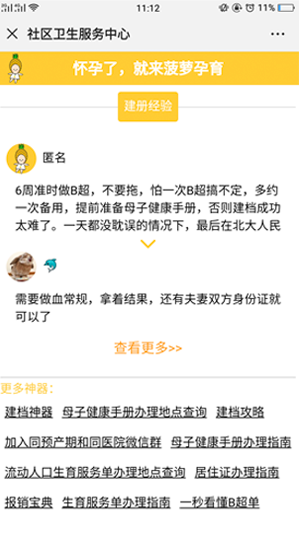 11:12
社区卫生服务中心
怀孕了，就来菠萝孕育
建册经验
匿名
6周准时做B超，不要拖，怕一次B超搞不定，多约
一次备用，提前准备母子健康手册，否则建档成功
太难了。一天都没耽误的情况下，最后在北大人民
需要做血常规，拿着结果，还有夫妻双方身份证就
可以了
查看更多>>
更多神器：
建档神器 母子健康手册办理地点查询 建档攻略
加入同预产期和同医院微信群 母子健康手册办理指南
流动人口生育服务单办理地点查询 居住证办理指南
报销宝典 生育服务单办理指南 一秒看懂B超单